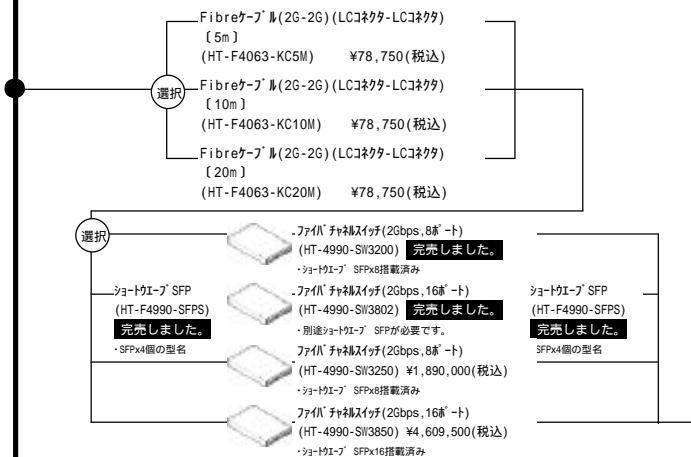 Fibreｹｰﾌﾞﾙ(2G-2G)(LCｺﾈｸﾀ-LCｺﾈｸﾀ)
〔5m〕
(HT-F4063-KC5M) ¥78,750(税込)
選択
Fibreｹｰﾌﾞﾙ(2G-2G)(LCｺﾈｸﾀ-LCｺﾈｸﾀ)
〔10m〕
(HT-F4063-KC10M) ¥78,750(税込)
Fibreｹｰﾌﾞﾙ(2G-2G)(LCｺﾈｸﾀ-LCｺﾈｸﾀ)
〔20m〕
(HT-F4063-KC20M) ¥78,750(税込)
選択
ﾌｧｲﾊﾞﾁｬﾈﾙｽｲｯﾁ(2Gbps,8ﾎﾟｰﾄ)
(HT-4990-SW3200) 完売しました。
・ｼｮｰﾄｳｴｰﾌﾞ SFPx8搭載済み
ｼｮｰﾄｳｴｰﾌﾞSFP
(HT-F4990-SFPS)
完売しました。
・SFPx4個の型名
ﾌｧｲﾊﾞﾁｬﾈﾙｽｲｯﾁ(2Gbps,16ﾎﾟｰﾄ)
(HT-4990-SW3802) 完売しました。
・別途ｼｮｰﾄｳｴｰﾌﾞ SFPが必要です。
ｼｮｰﾄｳｴｰﾌﾞSFP
(HT-F4990-SFPS)
完売しました。
SFPx4個の型名
ﾌｧｲﾊﾞﾁｬﾈﾙｽｲｯﾁ(2Gbps,8ﾎﾟｰﾄ)
(HT-4990-SW3250) ¥1,890,000(税込)
・ｼｮｰﾄｳｴｰﾌﾞ SFPx8搭載済み
ﾌｧｲﾊﾞﾁｬﾈﾙｽｲｯﾁ(2Gbps,16ﾎﾟｰﾄ)
(HT-4990-SW3850) ¥4,609,500(税込)
・ｼｮｰﾄｳｴｰﾌﾞ SFPx16搭載済み